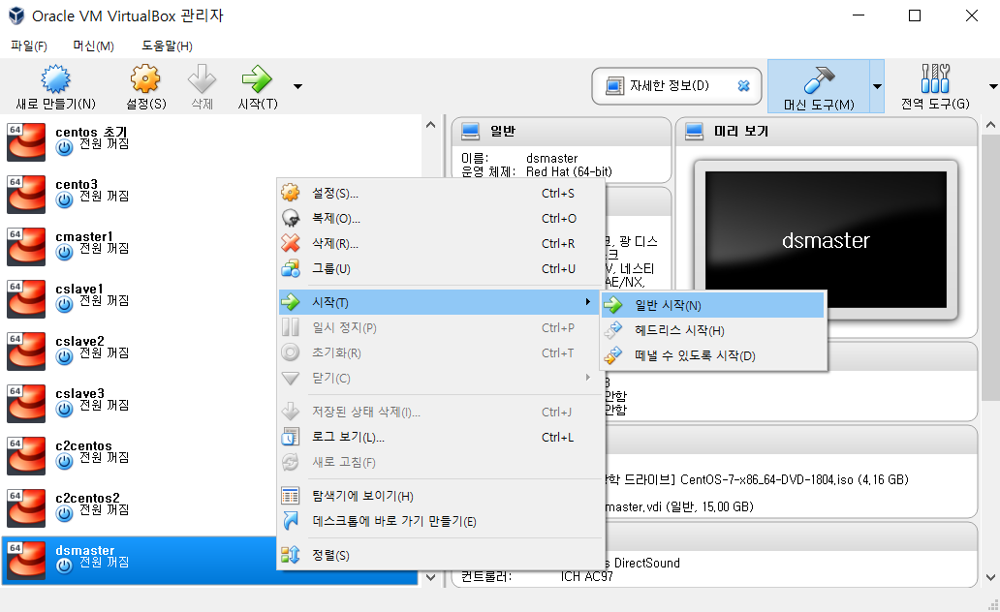 Oracle VM VirtualBox 관리자
파일(F) 머신(M) 도움말(H)
새로 만들기(N) 설정(S) 삭제 시작(T)
자세한 정보(D) 머신 도구(M) 전역 도구(G)
64 centos 초기
전원 꺼짐
64 cento3
전원 꺼짐
64 cmaster1
전원 꺼짐
64 cslave1
전원 꺼짐
64 cslave2
전원 꺼짐
64 cslave3
전원 꺼짐
64 c2centos
전원 꺼짐
64 c2centos2
전원 꺼짐
64 dsmaster
전원 꺼짐
설정(S)... Ctrl+S
복제(O)... Ctrl+O
삭제(R)... Ctrl+R
그룹(U) Ctrl+U
시작(T)
일시 정지(P) Ctrl+P
초기화(R) Ctrl+T
닫기(C)
저장된 상태 삭제(I)... Ctrl+J
로그 보기(L)... Ctrl+L
새로 고침(F)
탐색기에 보이기(H)
데스크톱에 바로 가기 만들기(E)
정렬(S)
일반 시작(N)
헤드리스 시작(H)
떼낼 수 있도록 시작(D)
일반
이름: dsmaster
운영 체제: Red Hat (64-bit)
미리 보기
dsmaster
, 광 디스
크
V, 네스티
AE/NX,
안함
안함
학 드라이브] CentOS-7-x86_64-DVD-1804.iso (4,16 GB)
master.vdi (일반, 15,00 GB)
s DirectSound
컨트롤러: ICH AC97